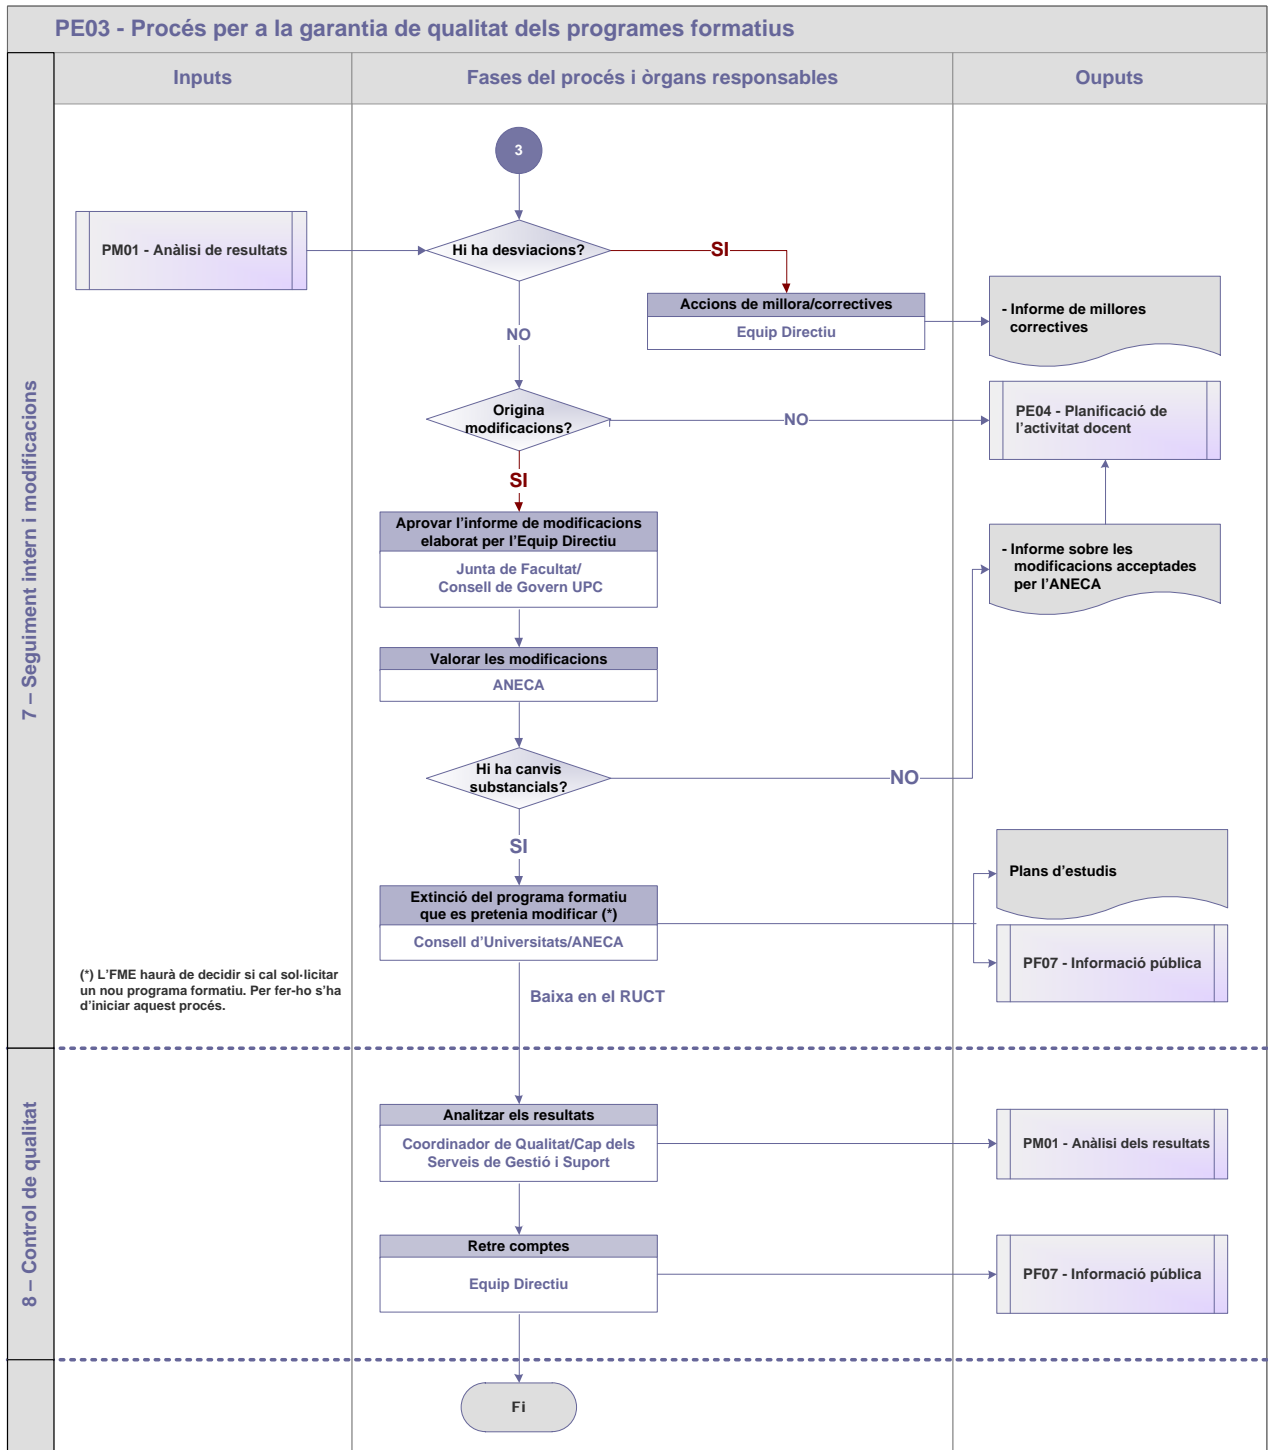 PE03 - Procés per a la garantia de qualitat dels programes formatius
Inputs
Fases del procés i òrgans responsables
Ouputs
7 – Seguiment intern i modificacions
3
PM01 - Anàlisi de resultats
Hi ha desviacions?
SI
Accions de millora/correctives
Equip Directiu
- Informe de millores
correctives
NO
Origina
modificacions?
NO
PE04 - Planificació de
l'activitat docent
SI
Aprovar l'informe de modificacions
elaborat per l'Equip Directiu
Junta de Facultat/
Consell de Govern UPC
- Informe sobre les
modificacions acceptades
per l'ANECA
Valorar les modificacions
ANECA
Hi ha canvis
substancials?
NO
SI
Extinció del programa formatiu
que es pretenia modificar (*)
Consell d'Universitats/ANECA
Plans d'estudis
PF07 - Informació pública
(*) L'FME haurà de decidir si cal sol·licitar
un nou programa formatiu. Per fer-ho s'ha
d'iniciar aquest procés.
Baixa en el RUCT
8 – Control de qualitat
Analitzar els resultats
Coordinador de Qualitat/Cap dels
Serveis de Gestió i Suport
PM01 - Anàlisi dels resultats
Retre comptes
Equip Directiu
PF07 - Informació pública
Fi